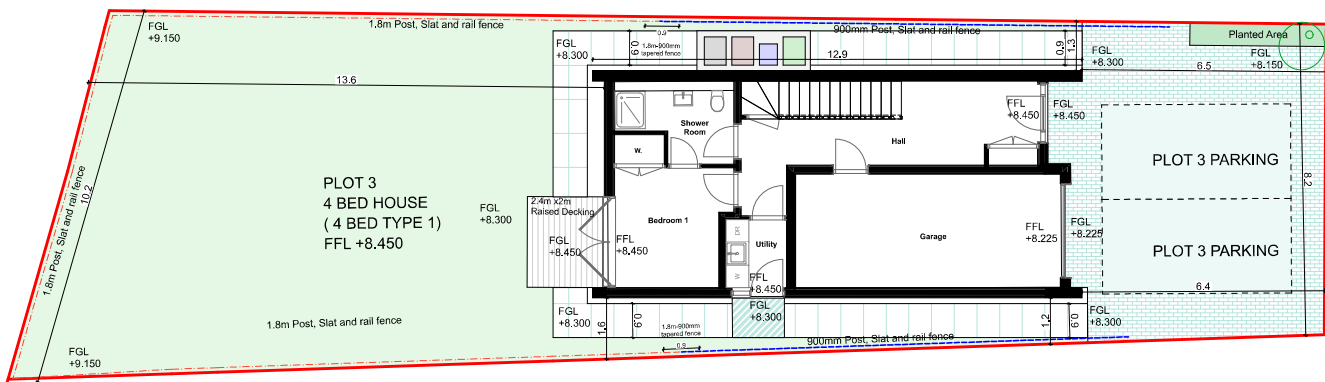 1.8m Post, Slat and rail fence
900mm Post, Slat and rail fence
FGL
+9.150
0.9
1.8m-900mm
tapered fence
FGL
+8.300
0.9
12.9
0.9
1.3
FGL
+8.300
Planted Area
FGL
+8.150
6.5
13.6
Shower
Room
W.
Hall
FFL
+8.450
FGL
+8.450
PLOT 3 PARKING
8.2
1.8m Post, Slat and rail fence
10.2
PLOT 3
4 BED HOUSE
( 4 BED TYPE 1)
FFL +8.450
FGL
+8.300
2.4m x2m
Raised Decking
FGL
+8.450
FFL
+8.450
Bedroom 1
DR
W
Utility
FFL
+8.450
Garage
FFL
+8.225
FGL
+8.225
PLOT 3 PARKING
6.4
FGL
+8.300
1.6
0.9
1.8m-900mm
tapered fence
0.9
FGL
+8.300
1.2
0.9
FGL
+8.300
900mm Post, Slat and rail fence
1.8m Post, Slat and rail fence
FGL
+9.150